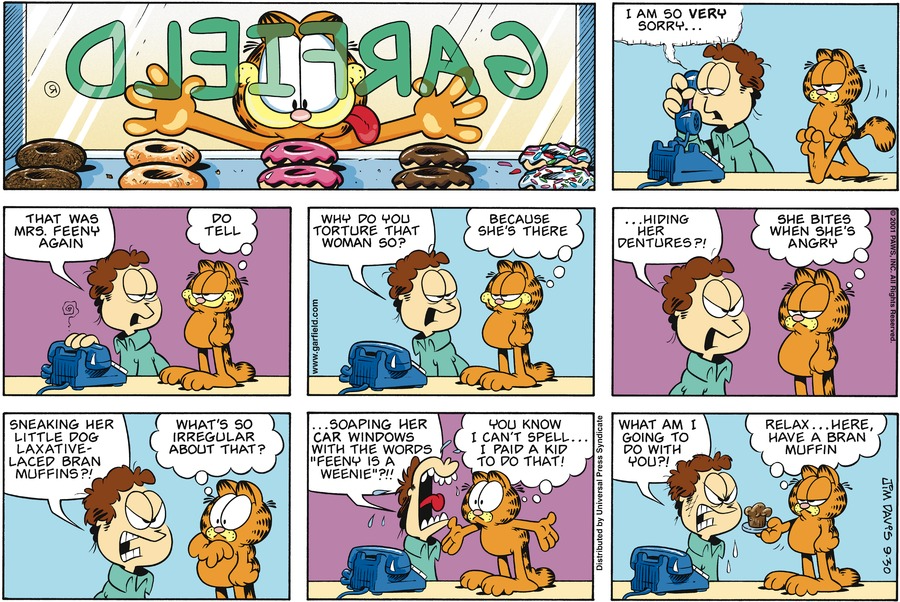 GARFIELD
®
I AM SO VERY
SORRY...
THAT WAS
MRS. FEENY
AGAIN
DO
TELL
WHY DO YOU
TORTURE THAT
WOMAN SO?
BECAUSE
SHE'S THERE
www.garfield.com
...HIDING
HER
DENTURES?!
SHE BITES
WHEN SHE'S
ANGRY
© 2001 PAWS, INC. All Rights Reserved.
SNEAKING HER
LITTLE DOG
LAXATIVE-
LACED BRAN
MUFFINS?!
WHAT'S SO
IRREGULAR
ABOUT THAT?
...SOAPING HER
CAR WINDOWS
WITH THE WORDS
"FEENY IS A
WEENIE"?!!
YOU KNOW
I CAN'T SPELL...
I PAID A KID
TO DO THAT!
Distributed by Universal Press Syndicate
WHAT AM I
GOING TO
DO WITH
YOU?!
RELAX...HERE,
HAVE A BRAN
MUFFIN
JIM DAVIS 9·30